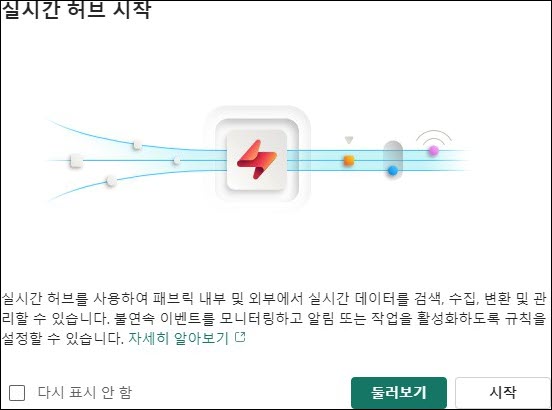 실시간 허브 시작
실시간 허브를 사용하여 패브릭 내부 및 외부에서 실시간 데이터를 검색, 수집, 변환 및 관
리할 수 있습니다. 불연속 이벤트를 모니터링하고 알림 또는 작업을 활성화하도록 규칙을
설정할 수 있습니다. 자세히 알아보기
다시 표시 안 함
둘러보기
시작